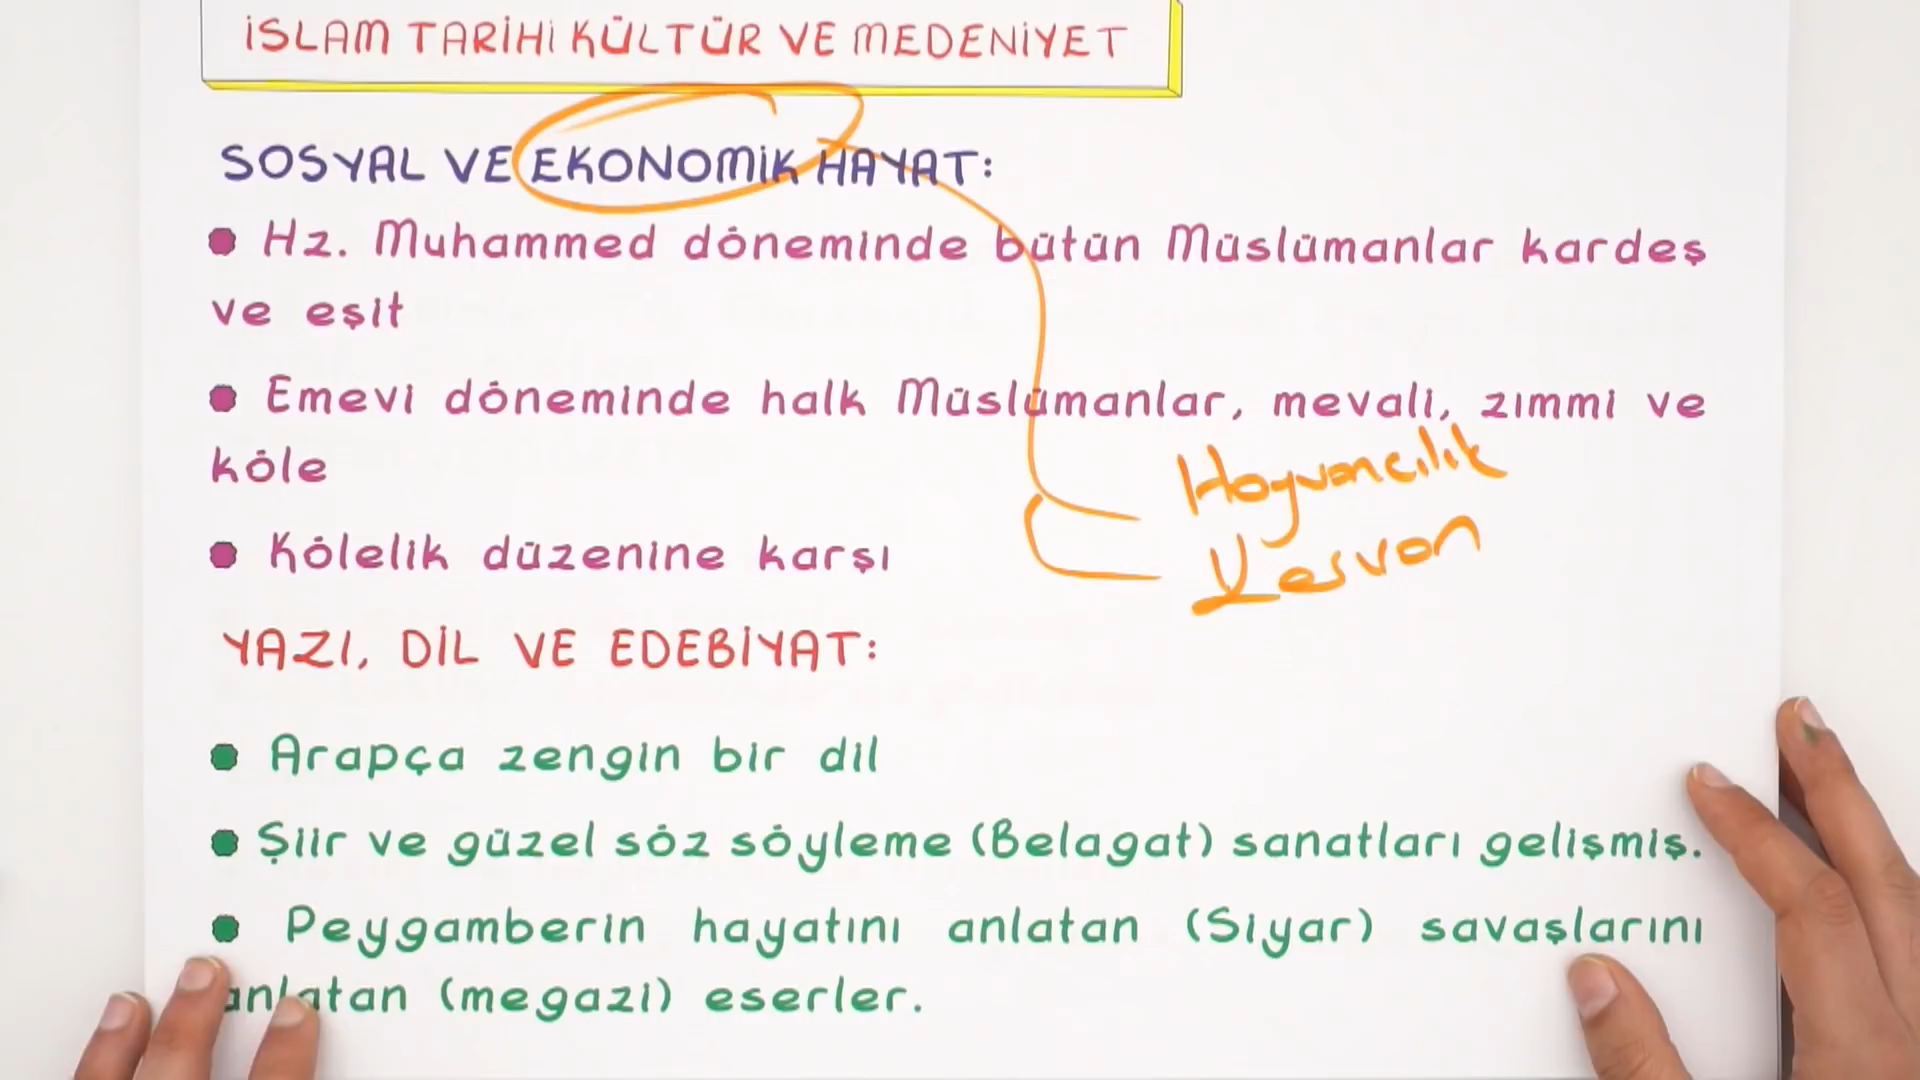 İSLAM TARİHİ KÜLTÜR VE MEDENİYET
SOSYAL VE EKONOMİK HAYAT:
Hz. Muhammed döneminde bütün Müslümanlar kardeş
ve eşit
Emevi döneminde halk Müslümanlar, mevali, zımmi ve
köle
Hayvancılık
Kölelik düzenine karşı
Kervan
YAZI, DİL VE EDEBİYAT:
Arapça zengin bir dil
Şiir ve güzel söz söyleme (Belagat) sanatları gelişmiş.
Peygamberin hayatını anlatan (Siyar) savaşlarını
anlatan (megazi) eserler.